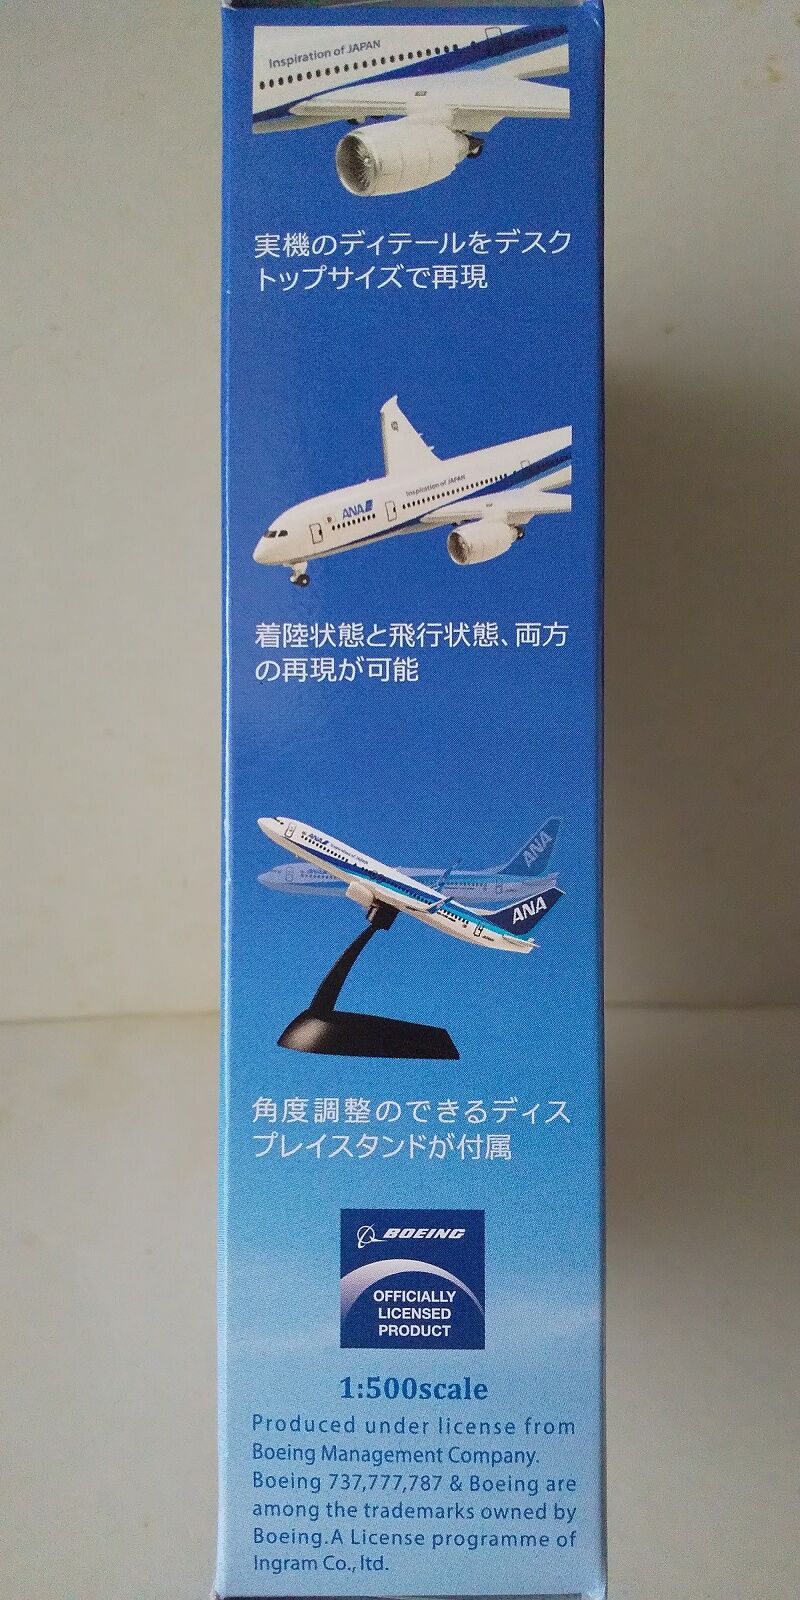 Inspiration of JAPAN
実機のディテールをデスク
トップサイズで再現
ANA
Inspiration of JAPAN
着陸状態と飛行状態、両方
の再現が可能
ANA
ANA
ANA
ANA
角度調整のできるディス
プレイスタンドが付属
BOEING
OFFICIALLY
LICENSED
PRODUCT
1:500scale
Produced under license from
Boeing Management Company.
Boeing 737,777,787 & Boeing are
among the trademarks owned by
Boeing.A License programme of
Ingram Co., ltd.